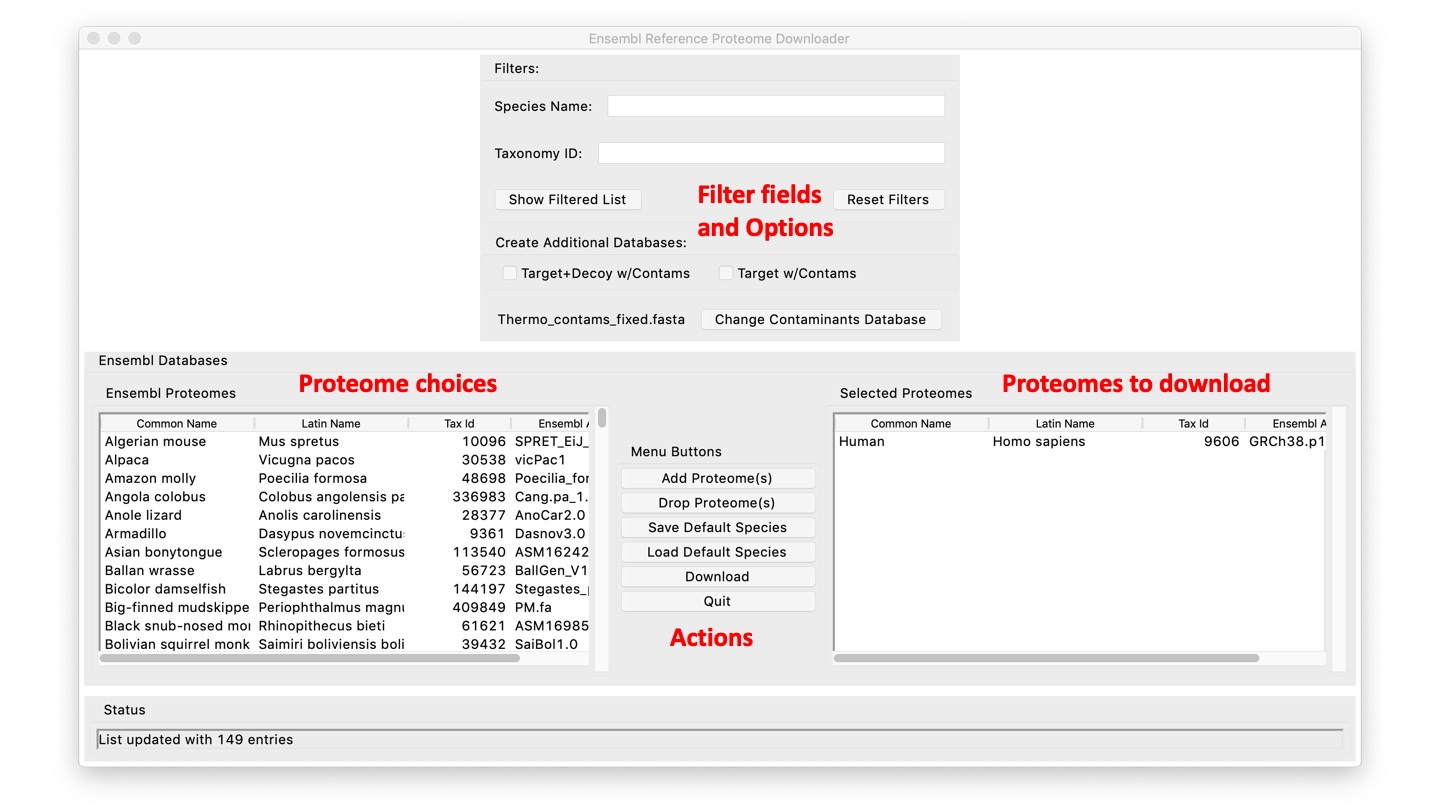 Ensembl Reference Proteome Downloader
Filters:
Species Name:
Taxonomy ID:
Show Filtered List
Filter fields
and Options
Reset Filters
Create Additional Databases:
Target+Decoy w/Contams Target w/Contams
Thermo_contams_fixed.fasta Change Contaminants Database
Ensembl Databases
Ensembl Proteomes
Proteome choices
Common Name Latin Name Tax Id Ensembl A
Algerian mouse Mus spretus 10096 SPRET_EiJ_
Alpaca Vicugna pacos 30538 vicPac1
Amazon molly Poecilia formosa 48698 Poecilia_for
Angola colobus Colobus angolensis pa 336983 Cang.pa_1.
Anole lizard Anolis carolinensis 28377 AnoCar2.0
Armadillo Dasypus novemcinctu 9361 Dasnov3.0
Asian bonytongue Scleropages formosus 113540 ASM16242
Ballan wrasse Labrus bergylta 56723 BallGen_V1
Bicolor damselfish Stegastes partitus 144197 Stegastes_p
Big-finned mudskippe Periophthalmus magnu 409849 PM.fa
Black snub-nosed mon Rhinopithecus bieti 61621 ASM16985
Bolivian squirrel monk Saimiri boliviensis boli 39432 SaiBol1.0
Menu Buttons
Add Proteome(s)
Drop Proteome(s)
Save Default Species
Load Default Species
Download
Quit
Actions
Selected Proteomes
Proteomes to download
Common Name Latin Name Tax Id Ensembl A
Human Homo sapiens 9606 GRCh38.p1
Status
List updated with 149 entries